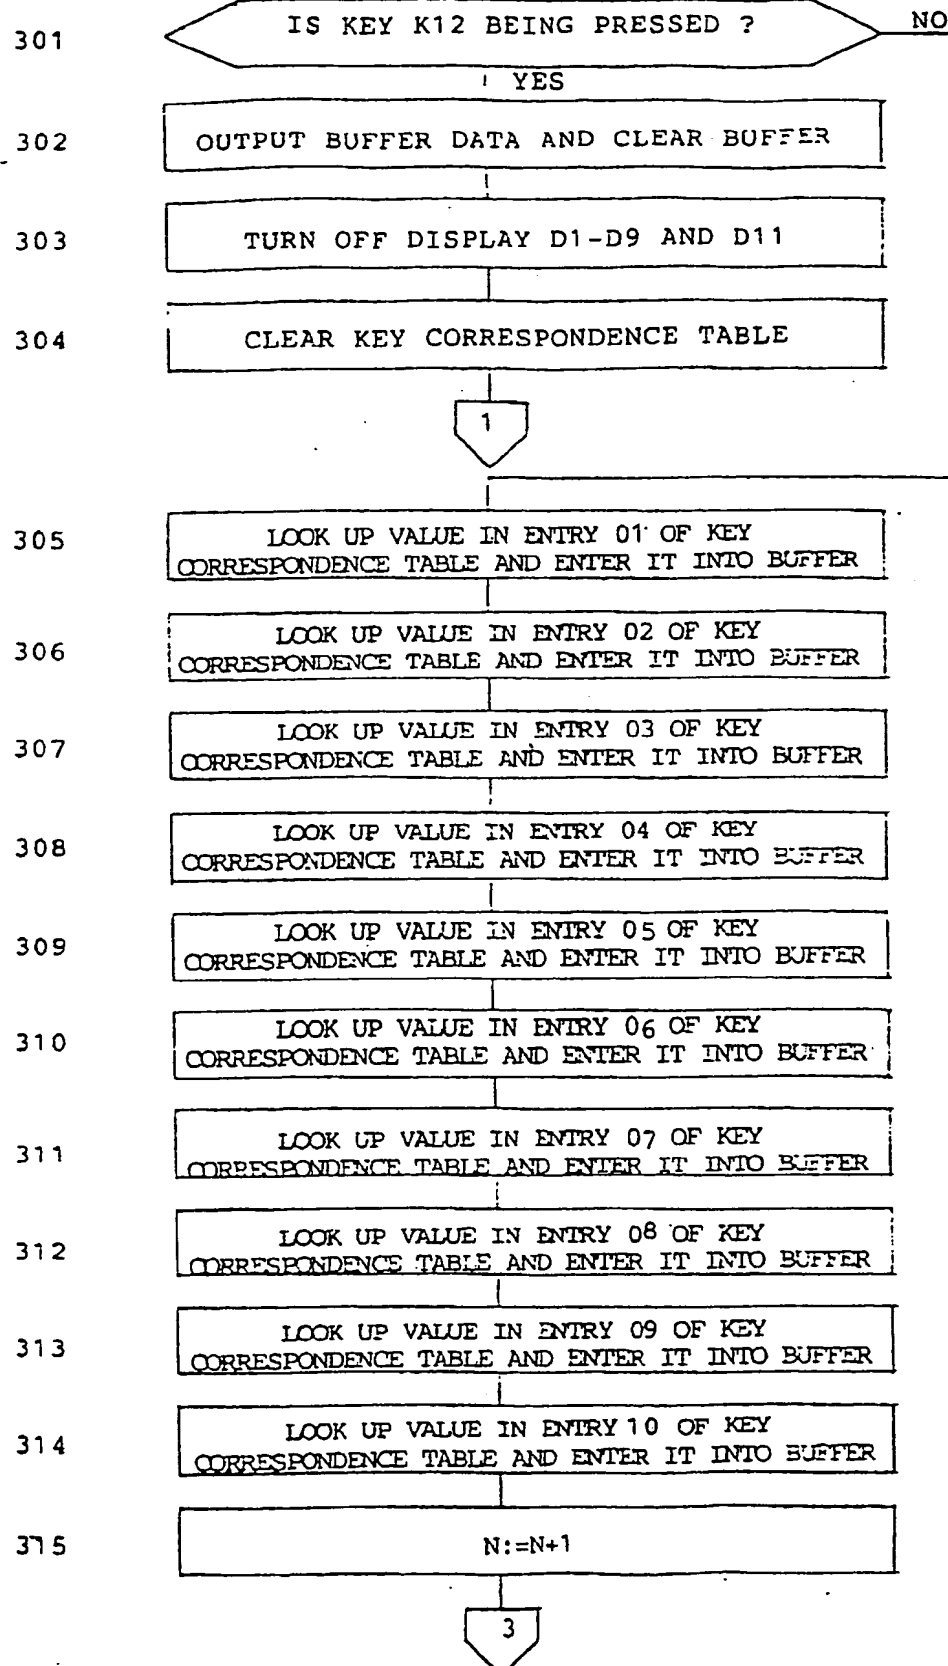 301
IS KEY K12 BEING PRESSED ?
NO
YES
302
OUTPUT BUFFER DATA AND CLEAR BUFFER
303
TURN OFF DISPLAY D1-D9 AND D11
304
CLEAR KEY CORRESPONDENCE TABLE
1
305
LOOK UP VALUE IN ENTRY 01 OF KEY
CORRESPONDENCE TABLE AND ENTER IT INTO BUFFER
306
LOOK UP VALUE IN ENTRY 02 OF KEY
CORRESPONDENCE TABLE AND ENTER IT INTO BUFFER
307
LOOK UP VALUE IN ENTRY 03 OF KEY
CORRESPONDENCE TABLE AND ENTER IT INTO BUFFER
308
LOOK UP VALUE IN ENTRY 04 OF KEY
CORRESPONDENCE TABLE AND ENTER IT INTO BUFFER
309
LOOK UP VALUE IN ENTRY 05 OF KEY
CORRESPONDENCE TABLE AND ENTER IT INTO BUFFER
310
LOOK UP VALUE IN ENTRY 06 OF KEY
CORRESPONDENCE TABLE AND ENTER IT INTO BUFFER
311
LOOK UP VALUE IN ENTRY 07 OF KEY
CORRESPONDENCE TABLE AND ENTER IT INTO BUFFER
312
LOOK UP VALUE IN ENTRY 08 OF KEY
CORRESPONDENCE TABLE AND ENTER IT INTO BUFFER
313
LOOK UP VALUE IN ENTRY 09 OF KEY
CORRESPONDENCE TABLE AND ENTER IT INTO BUFFER
314
LOOK UP VALUE IN ENTRY 10 OF KEY
CORRESPONDENCE TABLE AND ENTER IT INTO BUFFER
315
N:=N+1
3